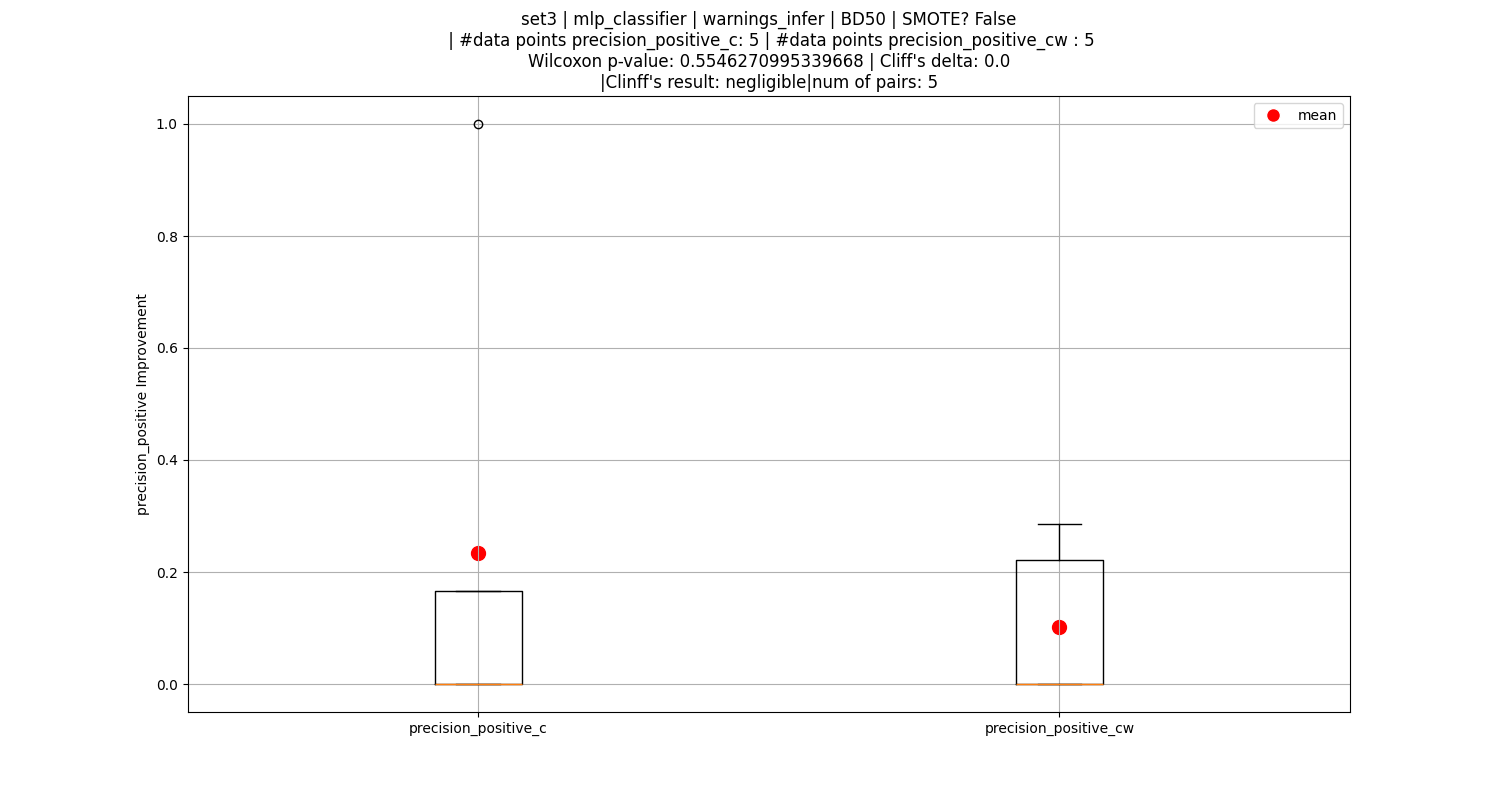 set3 | mlp_classifier | warnings_infer | BD50 | SMOTE? False
| #data points precision_positive_c: 5 | #data points precision_positive_cw : 5
Wilcoxon p-value: 0.5546270995339668 | Cliff's delta: 0.0
|Clinff's result: negligible|num of pairs: 5
mean
1.0
0.8
0.6
0.4
0.2
0.0
precision_positive Improvement
precision_positive_c
precision_positive_cw